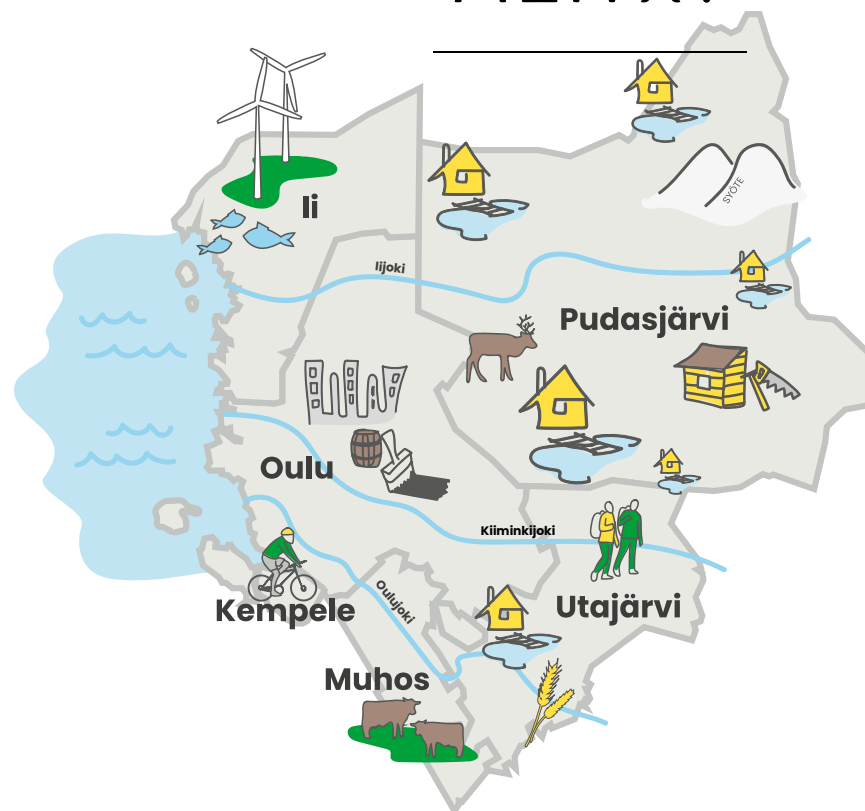 SYÖTE
Ii
Iijoki
Pudasjärvi
Oulu
Kiiminkijoki
Utajärvi
Kempele
Oulujoki
Muhos